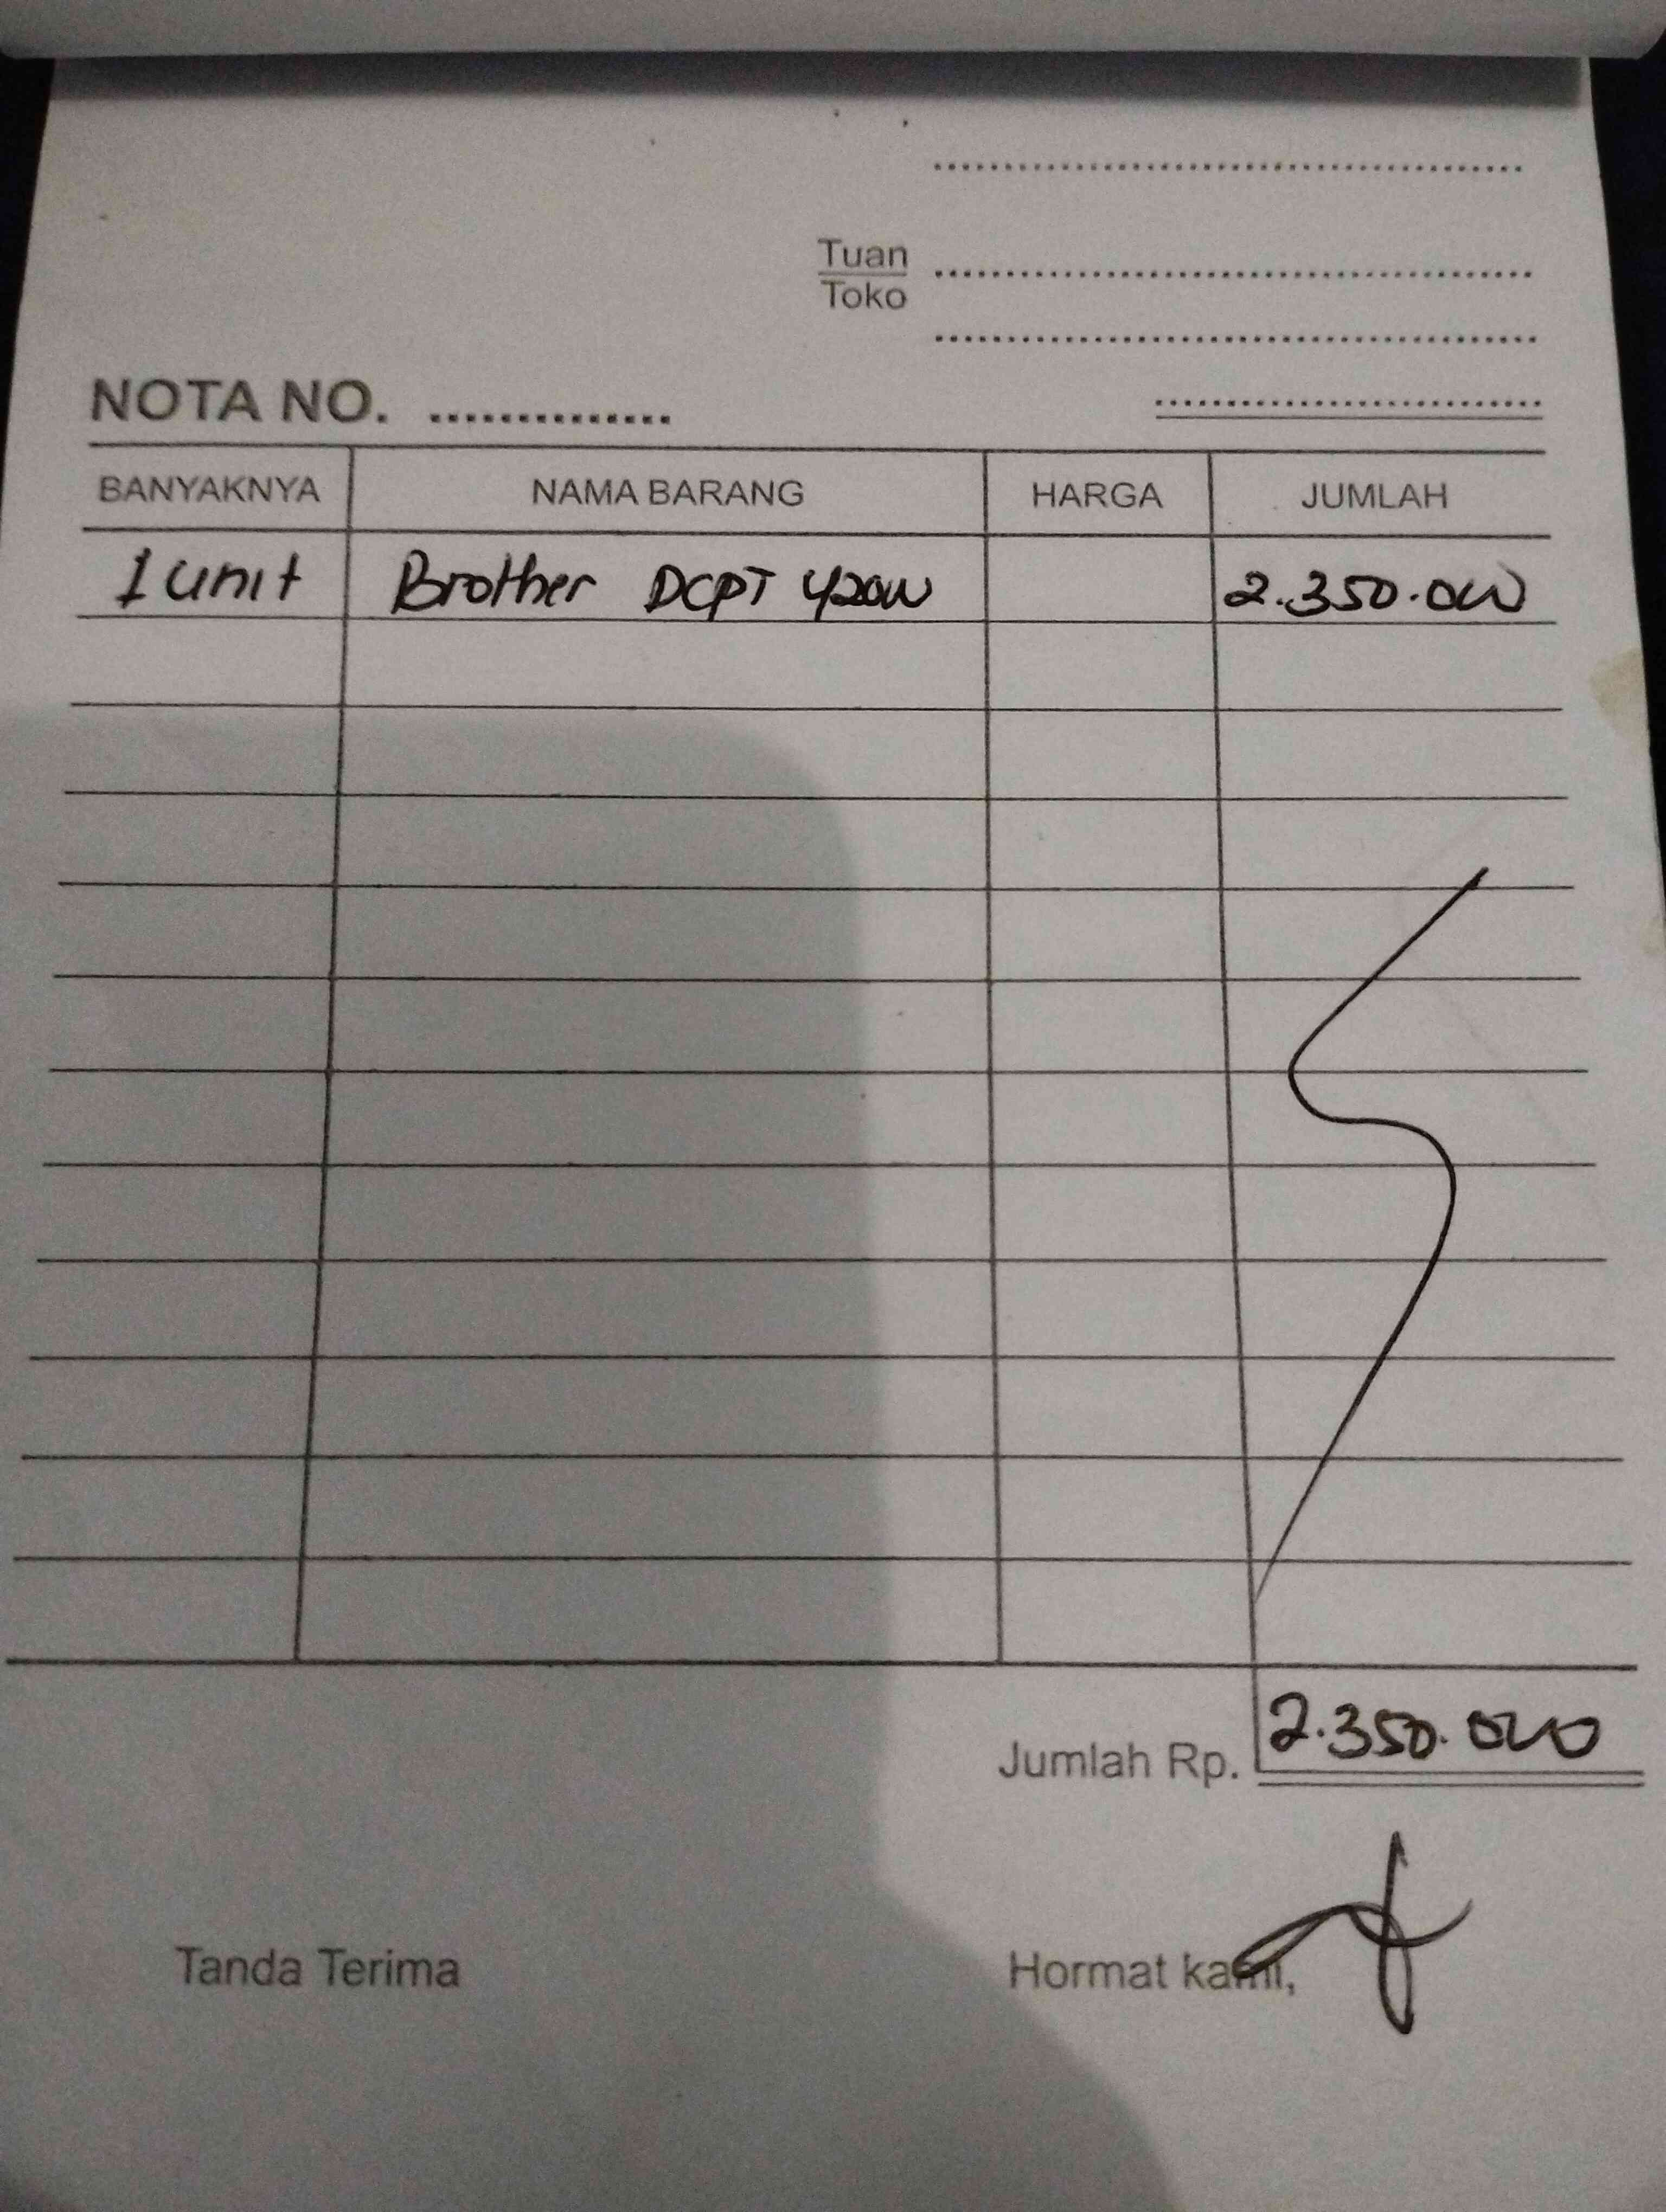 Tuan
Toko
NOTA NO.
BANYAKNYA NAMA BARANG HARGA JUMLAH
1 unit Brother DCPT 420W 2.350.000
Jumlah Rp. 2.350.000
Tanda Terima Hormat kami,